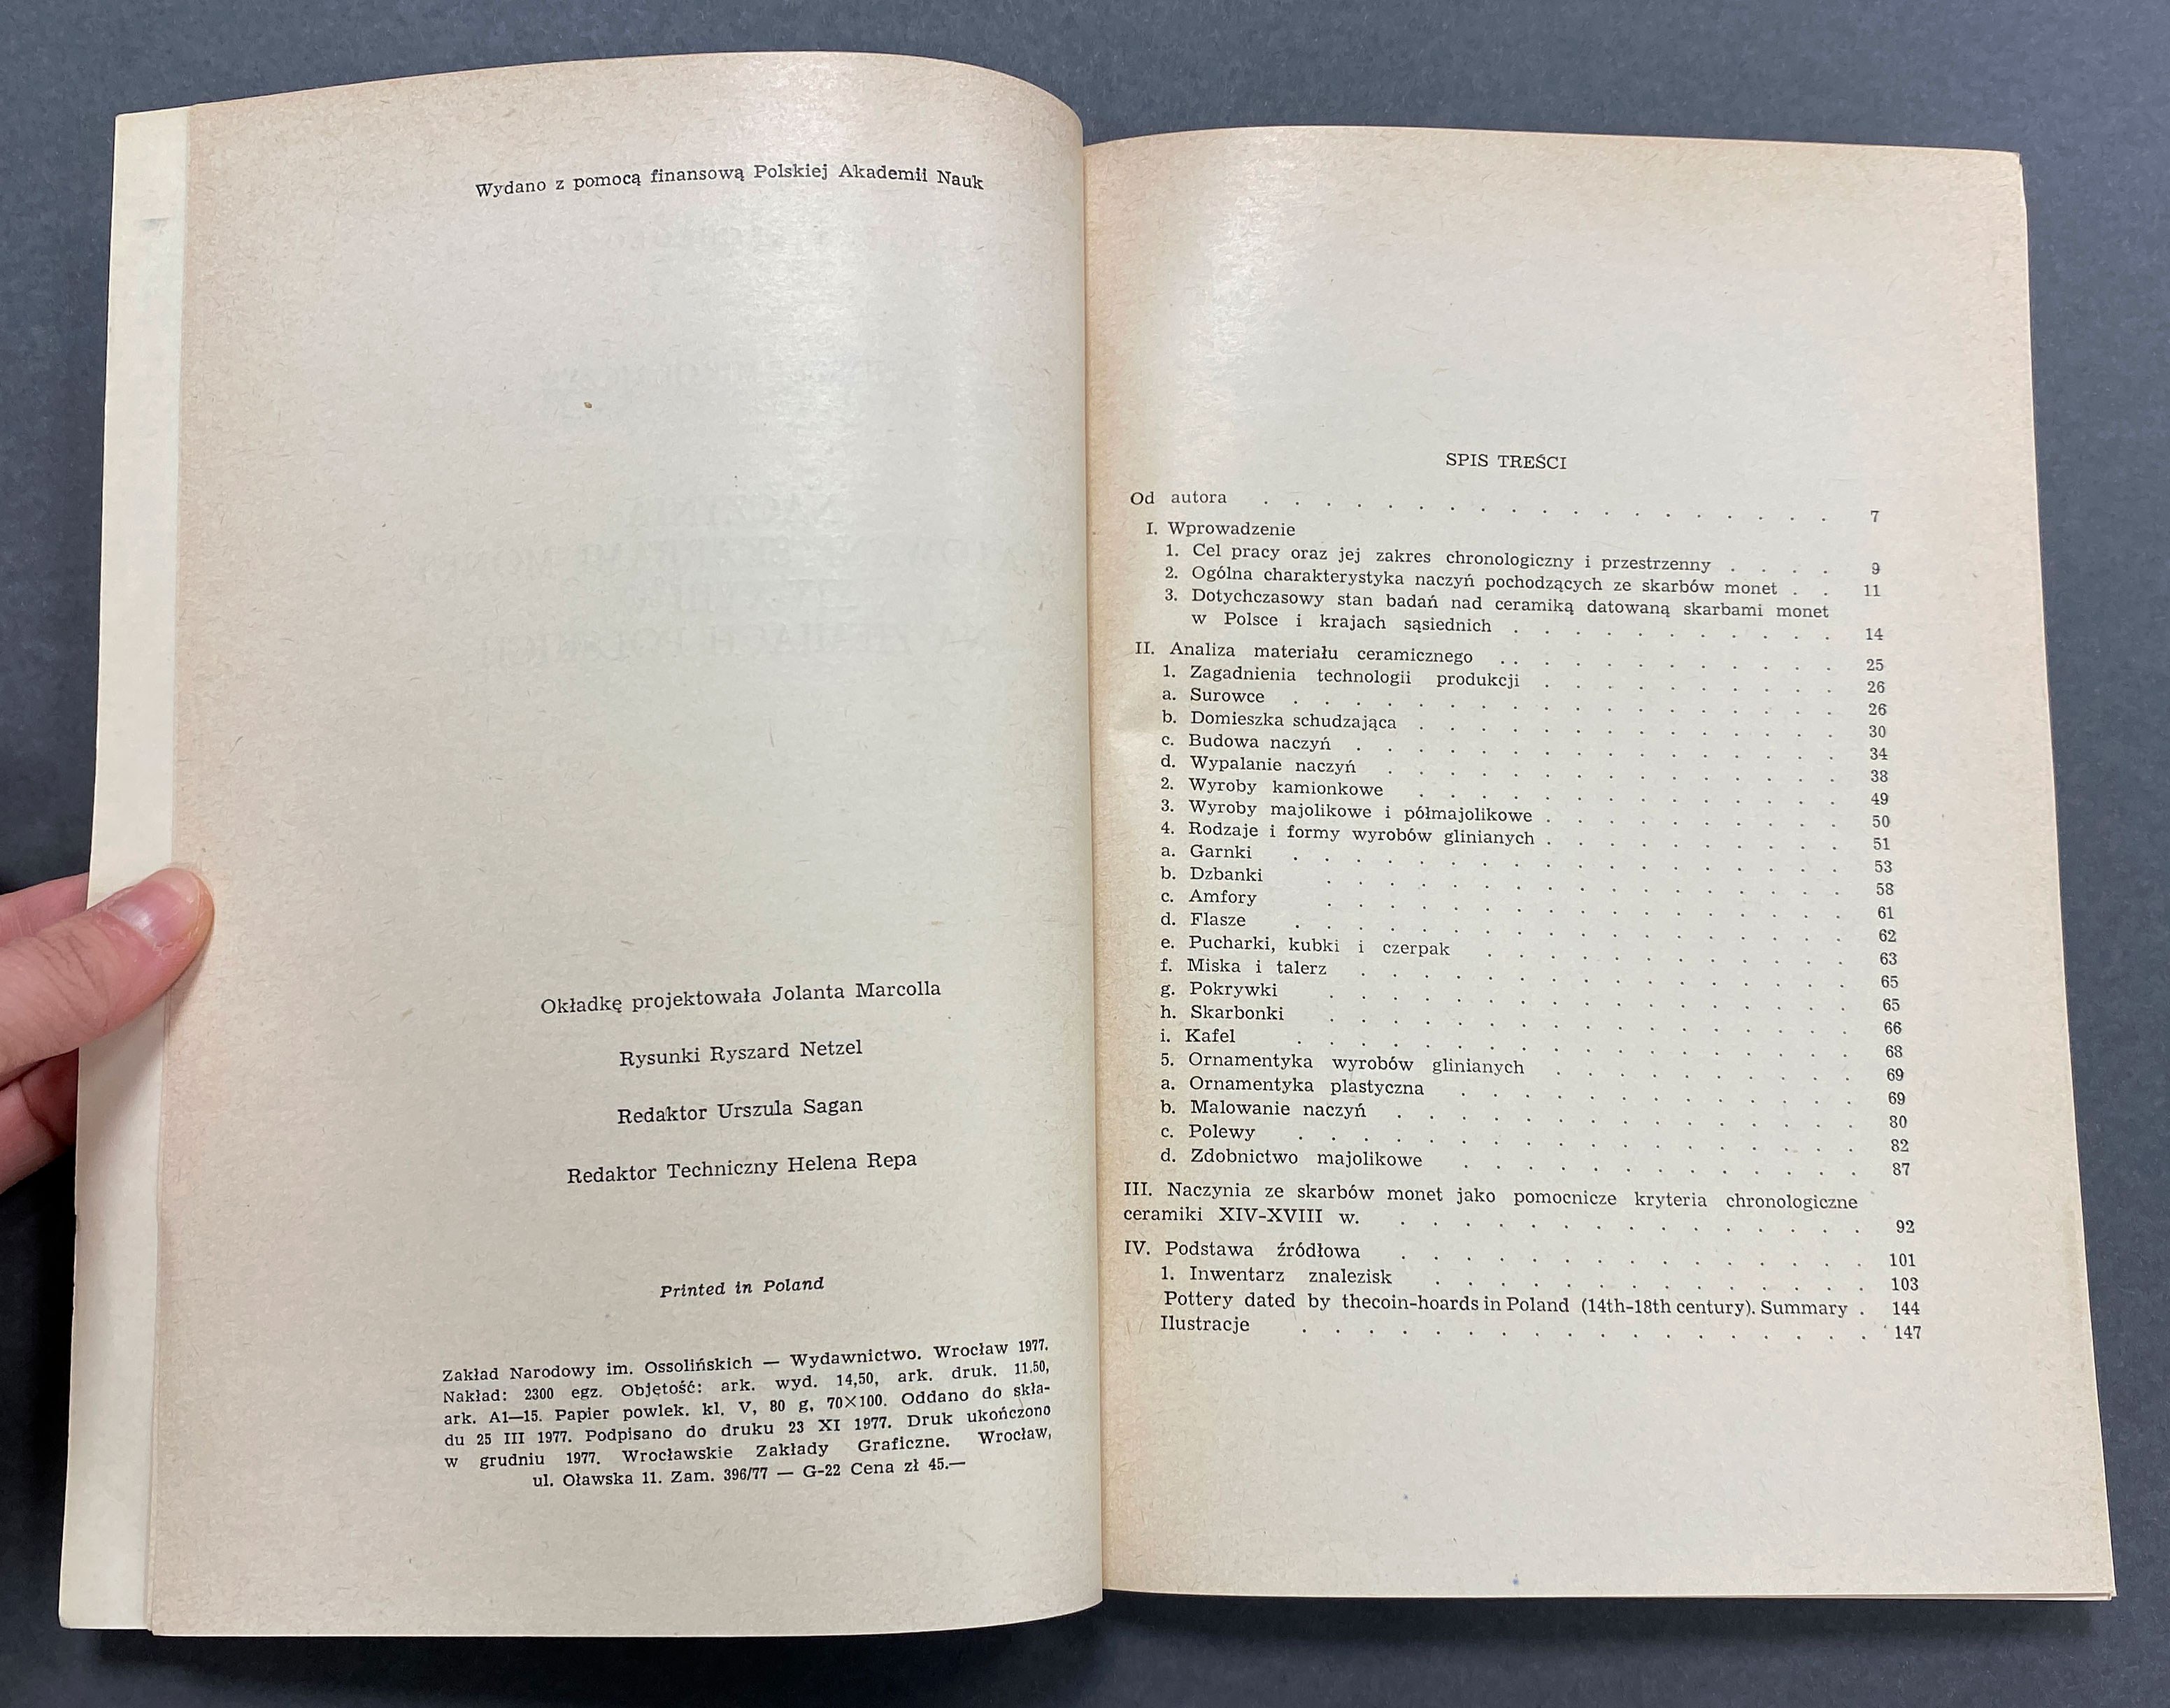 Wydano z pomocą finansową Polskiej Akademii Nauk
Okładkę projektowała Jolanta Marcolla
Rysunki Ryszard Netzel
Redaktor Urszula Sagan
Redaktor Techniczny Helena Repa
Printed in Poland
Zakład Narodowy im. Ossolińskich — Wydawnictwo. Wrocław 1977.
Nakład: 2300 egz. Objętość: ark. wyd. 14,50, ark. druk. 11.50,
ark. A1—15. Papier powlek. kl. V, 80 g, 70×100. Oddano do skła-
du 25 III 1977. Podpisano do druku 23 XI 1977. Druk ukończono
w grudniu 1977. Wrocławskie Zakłady Graficzne. Wrocław,
ul. Oławska 11. Zam. 396/77 — G-22 Cena zł 45.—
SPIS TREŚCI
Od autora . . . . . . . . . . . . . . . . . . . 7
I. Wprowadzenie
1. Cel pracy oraz jej zakres chronologiczny i przestrzenny . . . . 9
2. Ogólna charakterystyka naczyń pochodzących ze skarbów monet . . 11
3. Dotychczasowy stan badań nad ceramiką datowaną skarbami monet
w Polsce i krajach sąsiednich . . . . . . . . . . . 14
II. Analiza materiału ceramicznego . . . . . . . . . . . . 25
1. Zagadnienia technologii produkcji . . . . . . . . . . 26
a. Surowce . . . . . . . . . . . . . . . . . . 26
b. Domieszka schudzająca . . . . . . . . . . . . . . 30
c. Budowa naczyń . . . . . . . . . . . . . . . . 34
d. Wypalanie naczyń . . . . . . . . . . . . . . . 38
2. Wyroby kamionkowe . . . . . . . . . . . . . . 49
3. Wyroby majolikowe i półmajolikowe . . . . . . . . . . 50
4. Rodzaje i formy wyrobów glinianych . . . . . . . . . . 51
a. Garnki . . . . . . . . . . . . . . . . . . 53
b. Dzbanki . . . . . . . . . . . . . . . . . 58
c. Amfory . . . . . . . . . . . . . . . . . 61
d. Flasze . . . . . . . . . . . . . . . . . . 62
e. Pucharki, kubki i czerpak . . . . . . . . . . . . 63
f. Miska i talerz . . . . . . . . . . . . . . . . 65
g. Pokrywki . . . . . . . . . . . . . . . . . 65
h. Skarbonki . . . . . . . . . . . . . . . . . 66
i. Kafel . . . . . . . . . . . . . . . . . . 68
5. Ornamentyka wyrobów glinianych . . . . . . . . . . 69
a. Ornamentyka plastyczna . . . . . . . . . . . . . 69
b. Malowanie naczyń . . . . . . . . . . . . . . . 80
c. Polewy . . . . . . . . . . . . . . . . . . 82
d. Zdobnictwo majolikowe . . . . . . . . . . . . . 87
III. Naczynia ze skarbów monet jako pomocnicze kryteria chronologiczne
ceramiki XIV-XVIII w. . . . . . . . . . . . . . . . 92
IV. Podstawa źródłowa . . . . . . . . . . . . . . . 101
1. Inwentarz znalezisk . . . . . . . . . . . . . . 103
Pottery dated by thecoin-hoards in Poland (14th-18th century). Summary . 144
Ilustracje . . . . . . . . . . . . . . . . . . . 147